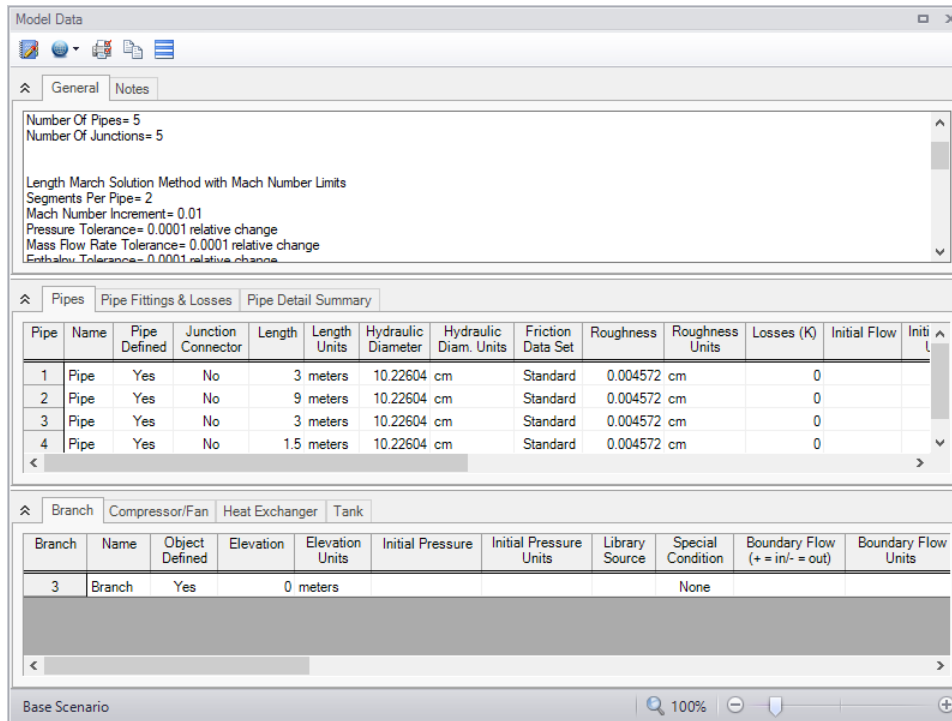 Model Data
General Notes
Number Of Pipes= 5
Number Of Junctions= 5
Length March Solution Method with Mach Number Limits
Segments Per Pipe= 2
Mach Number Increment= 0.01
Pressure Tolerance= 0.0001 relative change
Mass Flow Rate Tolerance= 0.0001 relative change
Enthalpy Tolerance= 0.0001 relative change
Pipes Pipe Fittings & Losses Pipe Detail Summary
Pipe Name Pipe Defined Junction Connector Length Length Units Hydraulic Diameter Hydraulic Diam. Units Friction Data Set Roughness Roughness Units Losses (K) Initial Flow Initi
1 Pipe Yes No 3 meters 10.22604 cm Standard 0.004572 cm 0
2 Pipe Yes No 9 meters 10.22604 cm Standard 0.004572 cm 0
3 Pipe Yes No 3 meters 10.22604 cm Standard 0.004572 cm 0
4 Pipe Yes No 1.5 meters 10.22604 cm Standard 0.004572 cm 0
Branch Compressor/Fan Heat Exchanger Tank
Branch Name Object Defined Elevation Elevation Units Initial Pressure Initial Pressure Units Library Source Special Condition Boundary Flow (+ = in/- = out) Boundary Flow Units
3 Branch Yes 0 meters None
Base Scenario 100%